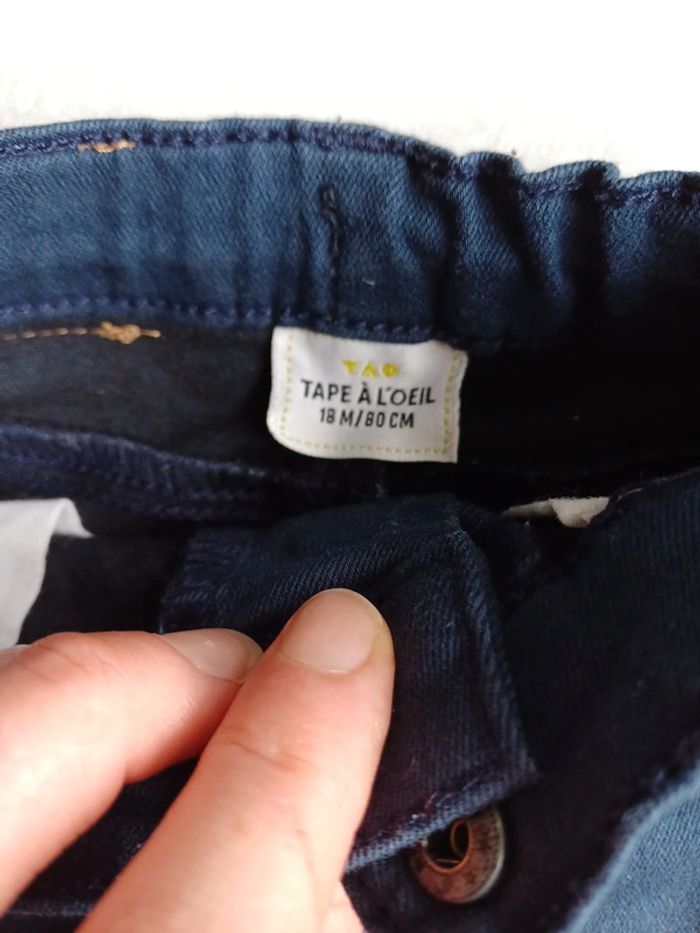 TAO
TAPE À L'OEIL
18 M/80 CM